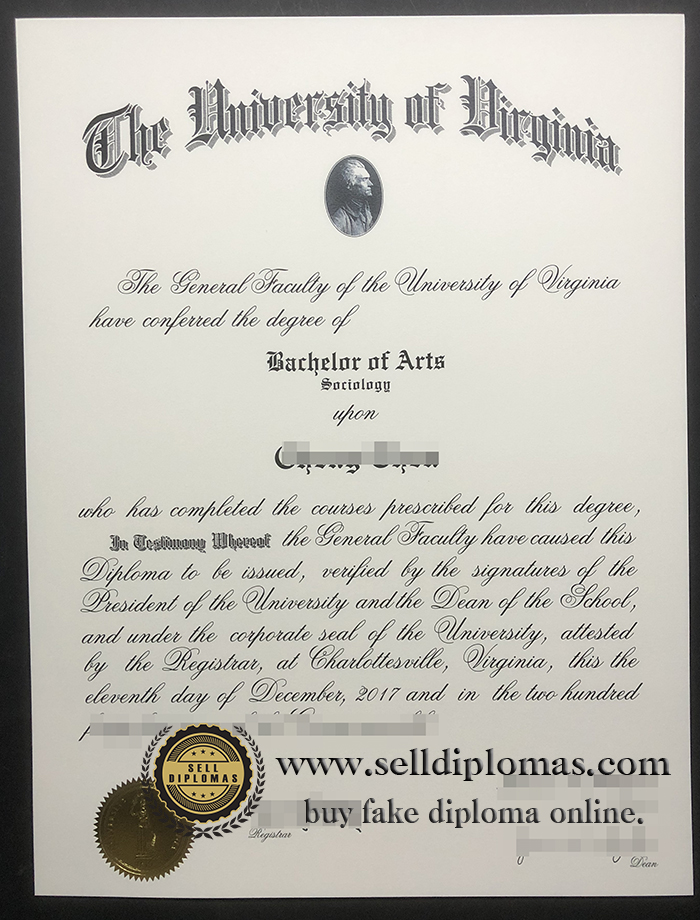 The University of Virginia
The General Faculty of the University of Virginia
have conferred the degree of
Bachelor of Arts
Sociology
upon
who has completed the courses prescribed for this degree,
In Testimony Whereof the General Faculty have caused this
Diploma to be issued, verified by the signatures of the
President of the University and the Dean of the School,
and under the corporate seal of the University, attested
by the Registrar, at Charlottesville, Virginia, this the
eleventh day of December, 2017 and in the two hundred
SELL
DIPLOMAS
www.selldiplomas.com
buy fake diploma online.
Registrar
Dean